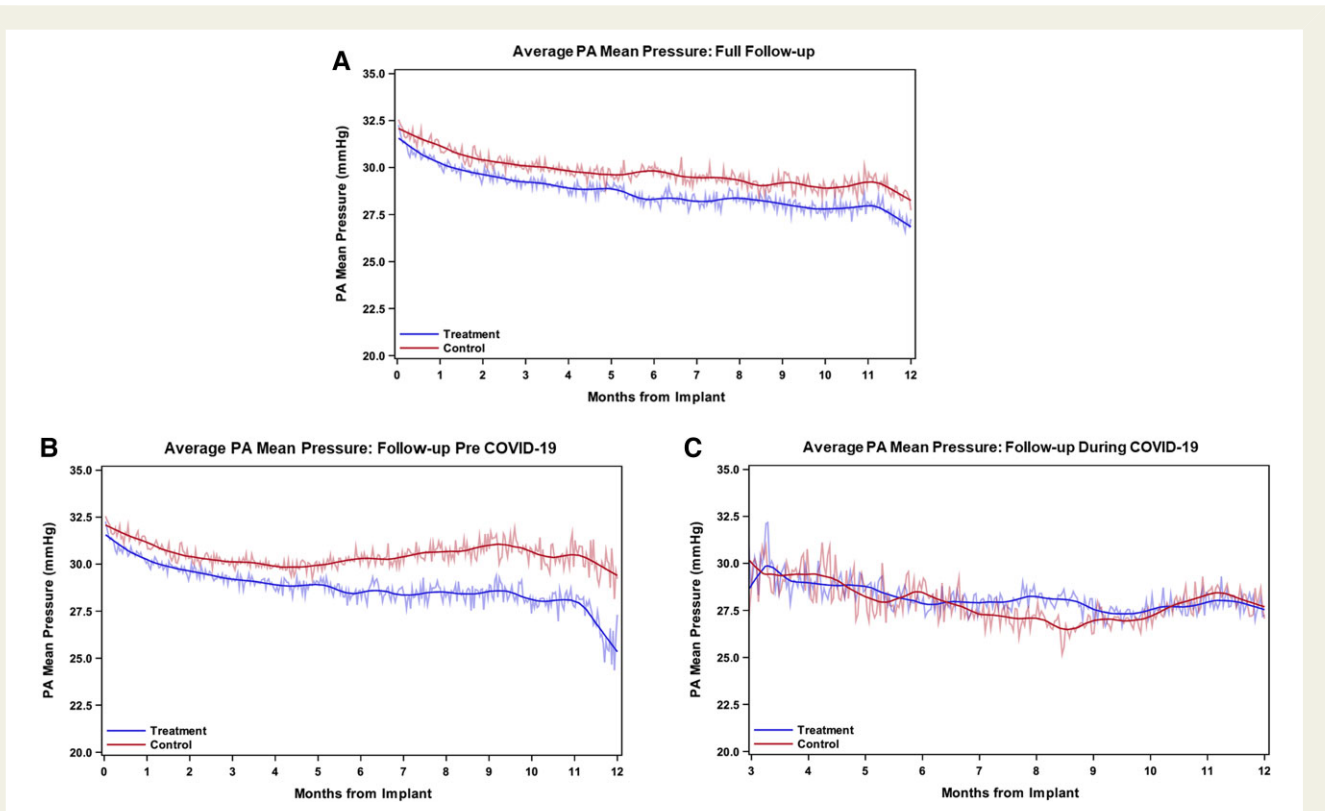 A
Average PA Mean Pressure: Full Follow-up
PA Mean Pressure (mmHg)
35.0
32.5
30.0
27.5
25.0
22.5
20.0
Treatment
Control
0 1 2 3 4 5 6 7 8 9 10 11 12
Months from Implant
B
Average PA Mean Pressure: Follow-up Pre COVID-19
PA Mean Pressure (mmHg)
35.0
32.5
30.0
27.5
25.0
22.5
20.0
Treatment
Control
0 1 2 3 4 5 6 7 8 9 10 11 12
Months from Implant
C
Average PA Mean Pressure: Follow-up During COVID-19
PA Mean Pressure (mmHg)
35.0
32.5
30.0
27.5
25.0
22.5
20.0
Treatment
Control
3 4 5 6 7 8 9 10 11 12
Months from Implant